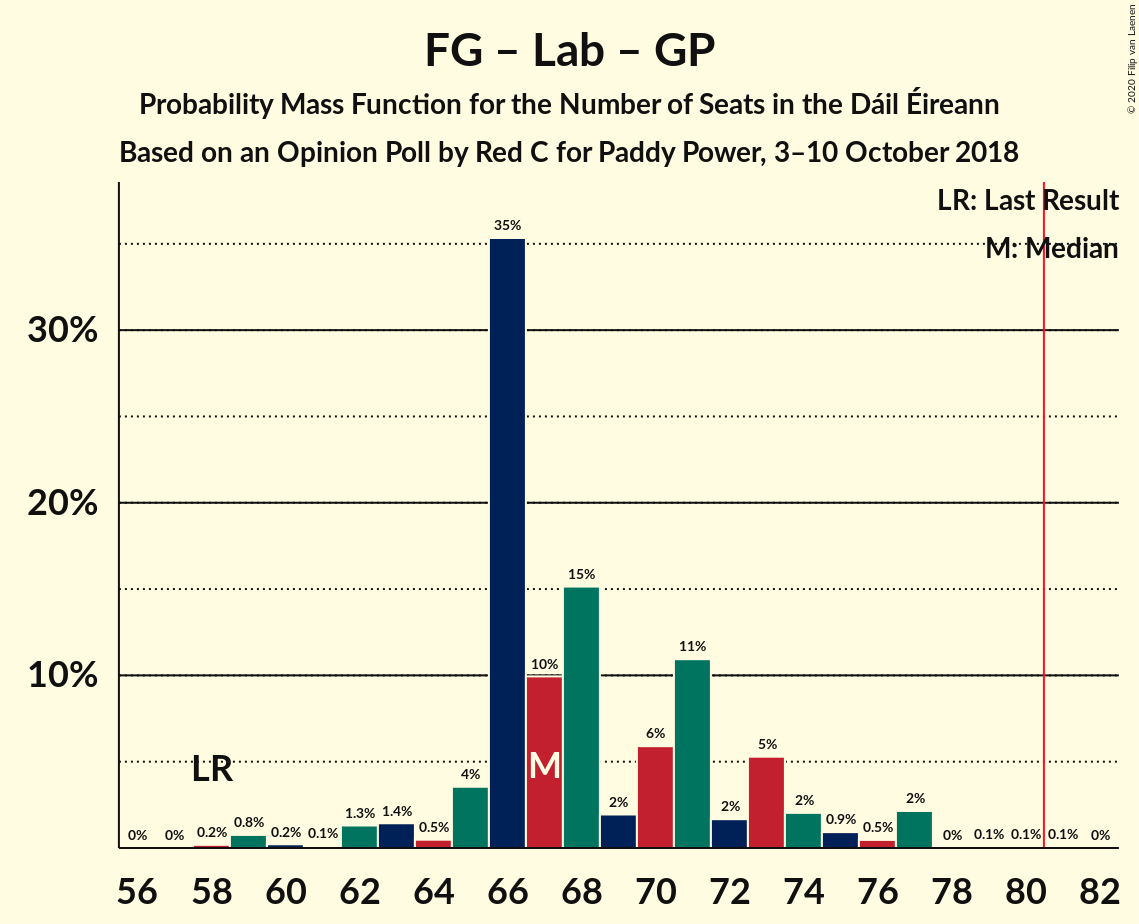 FG – Lab – GP
Probability Mass Function for the Number of Seats in the Dáil Éireann
Based on an Opinion Poll by Red C for Paddy Power, 3–10 October 2018
© 2020 Filip van Laenen
LR: Last Result
M: Median
30%
20%
10%
0% 0% 0.2% 0.8% 0.2% 0.1% 1.3% 1.4% 0.5% 4% 35% 10% 15% 2% 6% 11% 2% 5% 2% 0.9% 0.5% 2% 0% 0.1% 0.1% 0.1% 0%
LR
M
56 58 60 62 64 66 68 70 72 74 76 78 80 82